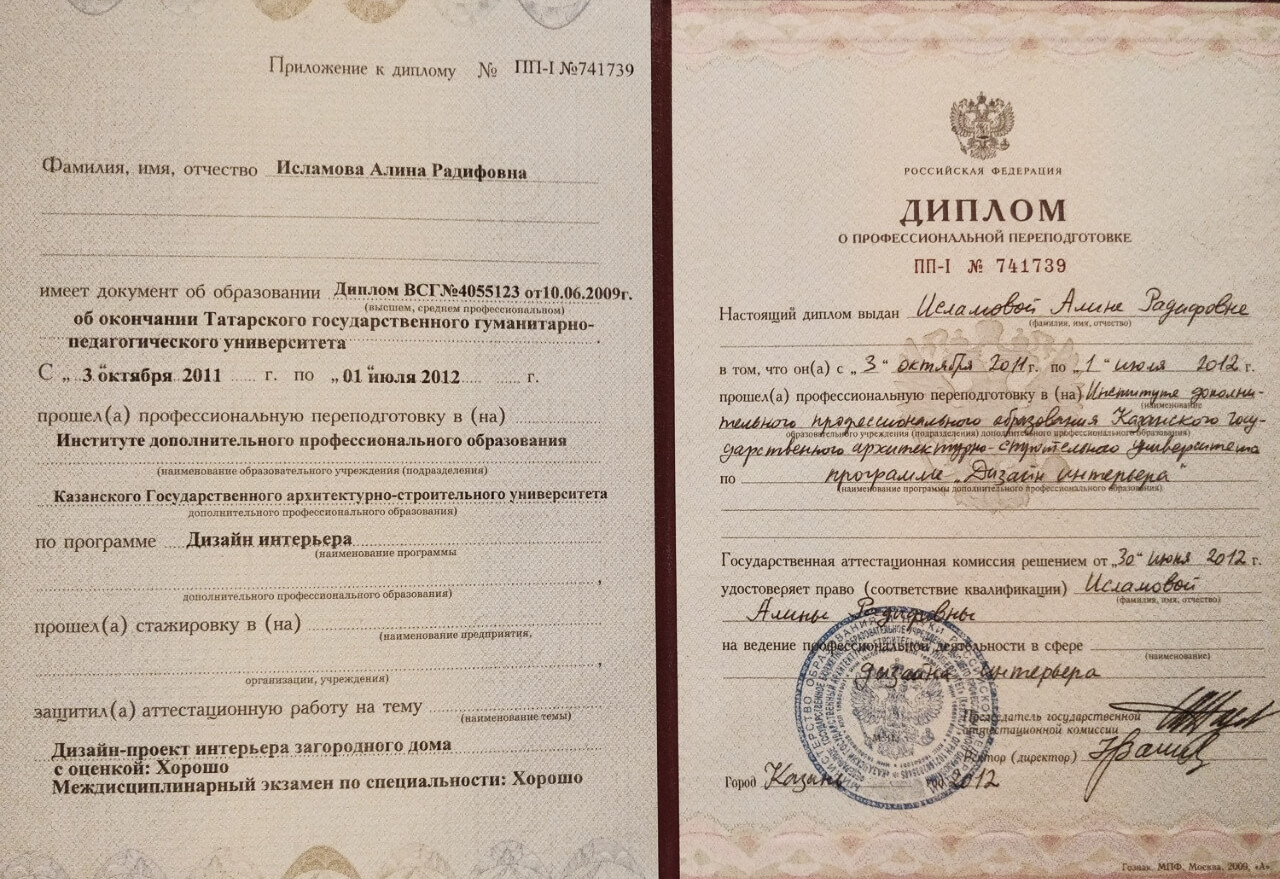 Приложение к диплому № ПП-I №741739
Фамилия, имя, отчество Исламова Алина Радифовна
имеет документ об образовании Диплом ВСГ№4055123 от10.06.2009г.
(высшем, среднем профессиональном)
об окончании Татарского государственного гуманитарно-
педагогического университета
С „ 3 " октября 2011 г. по „ 01 " июля 2012 г.
прошел(а) профессиональную переподготовку в (на)
Институте дополнительного профессионального образования
(наименование образовательного учреждения (подразделения)
Казанского Государственного архитектурно-строительного университета
дополнительного профессионального образования)
по программе Дизайн интерьера
(наименование программы
дополнительного профессионального образования)
прошел(а) стажировку в (на)
(наименование предприятия,
организации, учреждения)
защитил(а) аттестационную работу на тему
(наименование темы)
Дизайн-проект интерьера загородного дома
с оценкой: Хорошо
Междисциплинарный экзамен по специальности: Хорошо
РОССИЙСКАЯ ФЕДЕРАЦИЯ
ДИПЛОМ
О ПРОФЕССИОНАЛЬНОЙ ПЕРЕПОДГОТОВКЕ
ПП-I № 741739
Настоящий диплом выдан Исламовой Алине Радифовне
(фамилия, имя, отчество)
в том, что он(а) с „ 3 " октября 2011 г. по „ 1 " июля 2012 г.
прошел(а) профессиональную переподготовку в (на) Институте дополни-
(наименование
тельного профессионального образования Казанского госу-
образовательного учреждения (подразделения) дополнительного профессионального образования)
дарственного архитектурно-строительного университета
по программе „Дизайн интерьера"
(наименование программы дополнительного профессионального образования)
Государственная аттестационная комиссия решением от „30" июня 2012 г.
удостоверяет право (соответствие квалификации) Исламовой
(фамилия, имя, отчество)
Алины Радифовны
на ведение профессиональной деятельности в сфере
(наименование)
дизайна интерьера
Председатель государственной
аттестационной комиссии
Ректор (директор)
Город Казань 2012
Гознак, МПФ, Москва, 2009, «А»